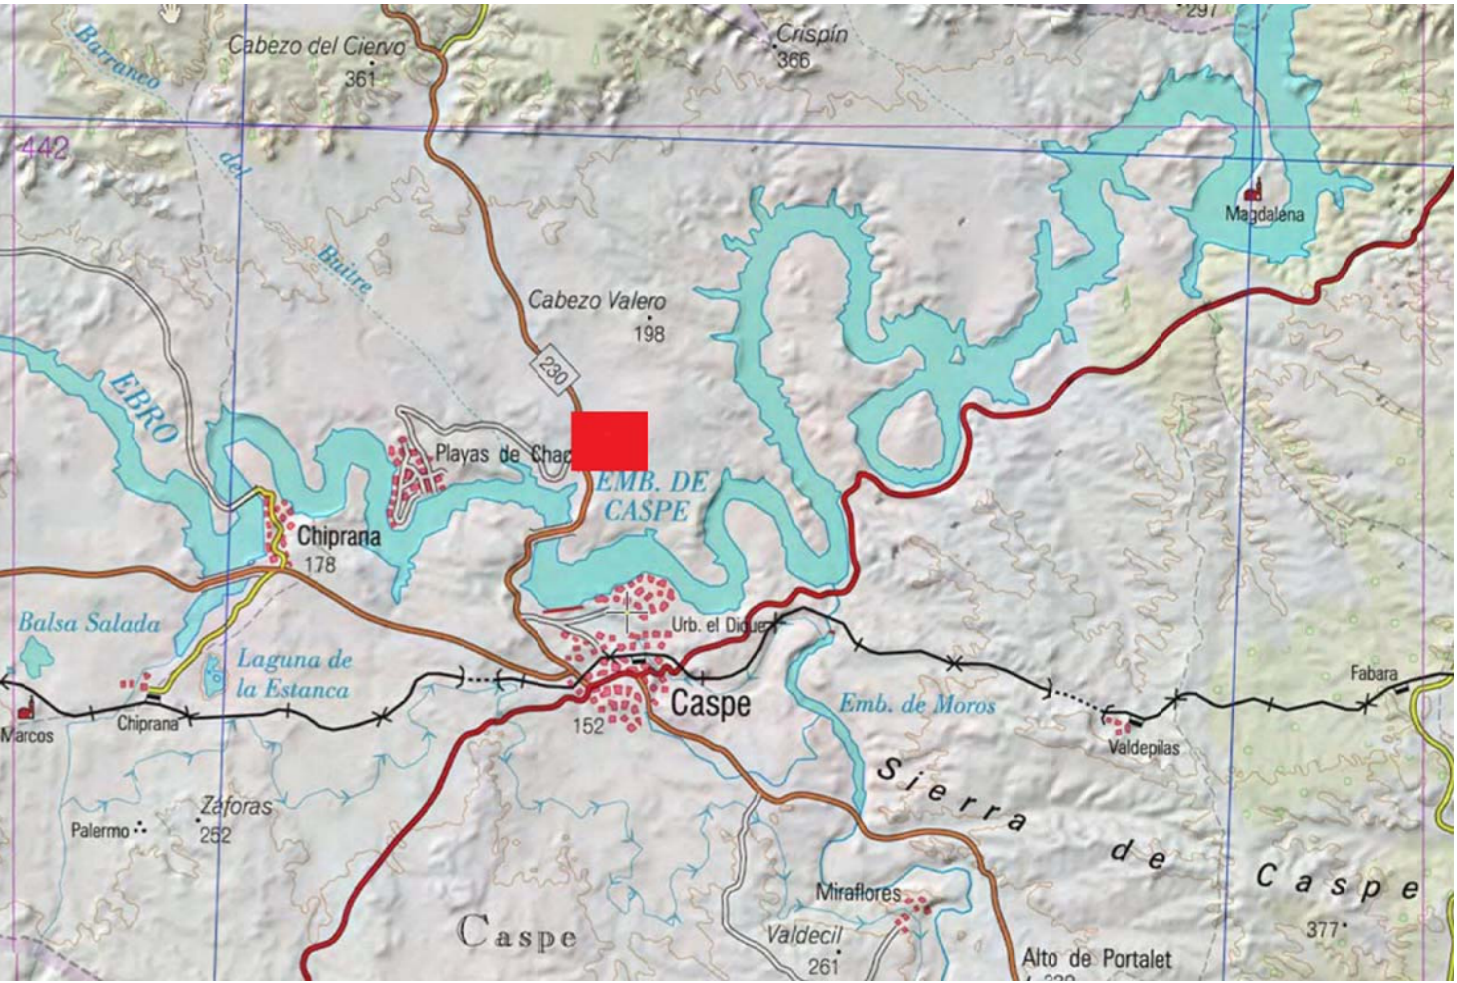 297
Barranco
Cabezo del Ciervo
361
Crispín
366
442
del
Magdalena
Buitre
Cabezo Valero
198
230
EBRO
Playas de
EMB. DE
CASPE
Chiprana
178
Balsa Salada
Urb. el Dique
Laguna de
la Estanca
Fabara
Caspe
Emb. de Moros
Chiprana
152
Marcos
Valdepilas
Sierra
de
Caspe
Záforas
252
Palermo
Miraflores
377
Caspe
Valdecil
261
Alto de Portalet